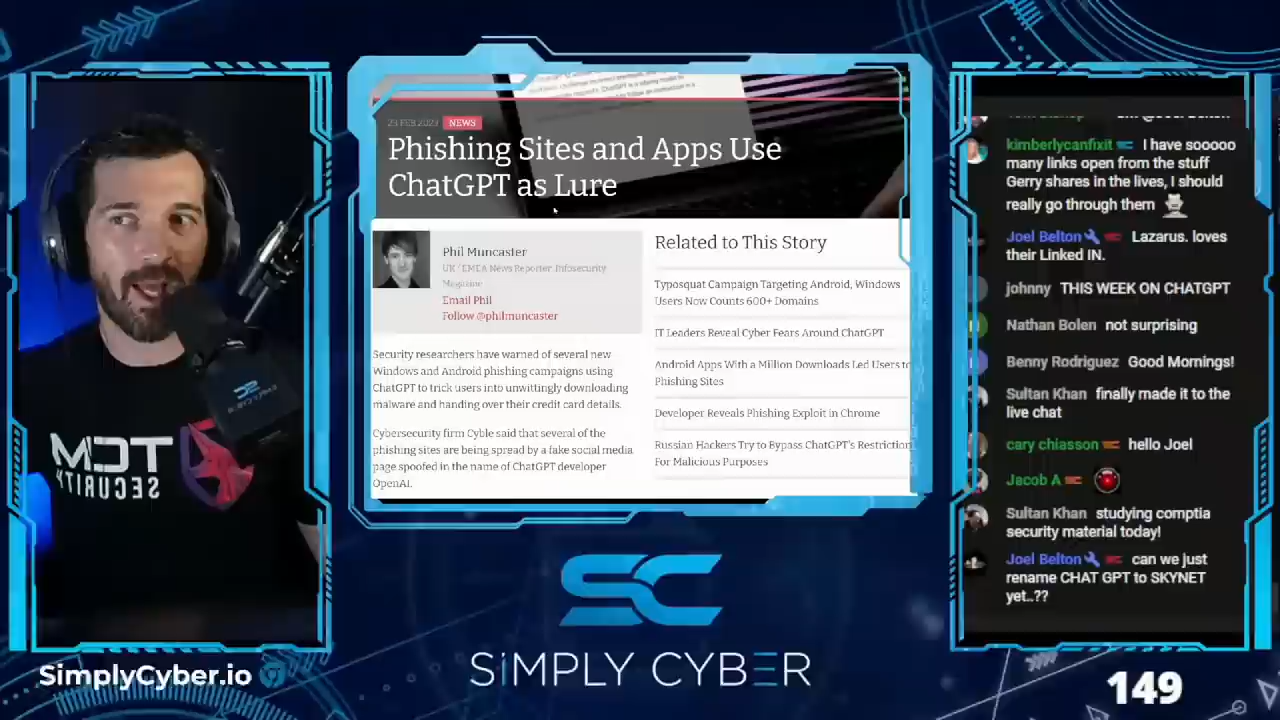 23 FEB 2023 NEWS
Phishing Sites and Apps Use
ChatGPT as Lure
Phil Muncaster
UK / EMEA News Reporter, Infosecurity
Magazine
Email Phil
Follow @philmuncaster
Security researchers have warned of several new
Windows and Android phishing campaigns using
ChatGPT to trick users into unwittingly downloading
malware and handing over their credit card details.
Cybersecurity firm Cyble said that several of the
phishing sites are being spread by a fake social media
page spoofed in the name of ChatGPT developer
OpenAI.
Related to This Story
Typosquat Campaign Targeting Android, Windows
Users Now Counts 600+ Domains
IT Leaders Reveal Cyber Fears Around ChatGPT
Android Apps With a Million Downloads Led Users to
Phishing Sites
Developer Reveals Phishing Exploit in Chrome
Russian Hackers Try to Bypass ChatGPT's Restriction
For Malicious Purposes
kimberlycanfixit I have sooooo
many links open from the stuff
Gerry shares in the lives, I should
really go through them
Joel Belton Lazarus. loves
their Linked IN.
johnny THIS WEEK ON CHATGPT
Nathan Bolen not surprising
Benny Rodriguez Good Mornings!
Sultan Khan finally made it to the
live chat
cary chiasson hello Joel
Jacob A
Sultan Khan studying comptia
security material today!
Joel Belton can we just
rename CHAT GPT to SKYNET
yet..??
TCM
SECURITY
SC
SIMPLY CYBER
SimplyCyber.io
149